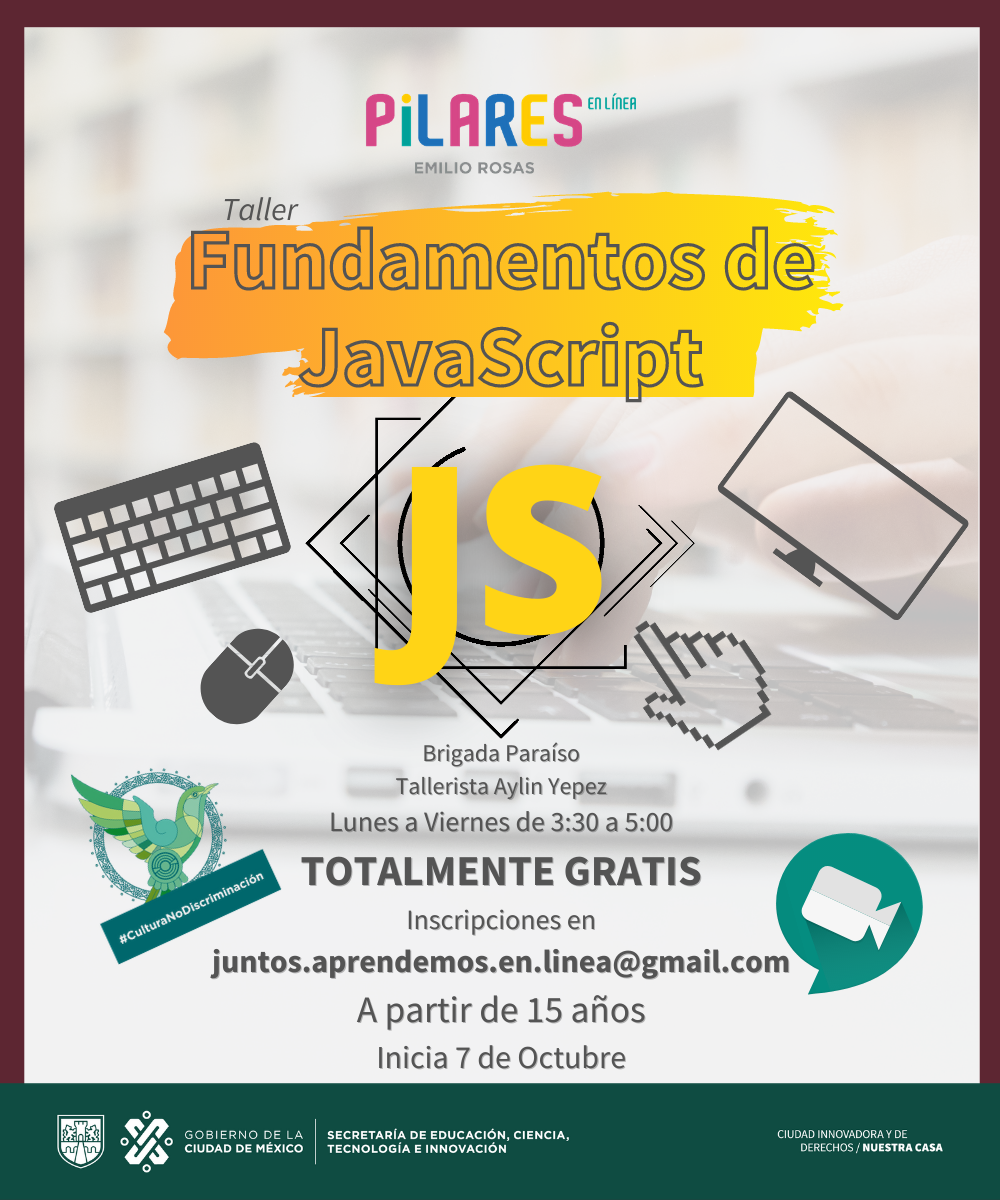 PiLARES EN LÍNEA
EMILIO ROSAS
Taller
Fundamentos de
JavaScript
JS
Brigada Paraíso
Tallerista Aylin Yepez
Lunes a Viernes de 3:30 a 5:00
TOTALMENTE GRATIS
#CulturaNoDiscriminación
Inscripciones en
juntos.aprendemos.en.linea@gmail.com
A partir de 15 años
Inicia 7 de Octubre
GOBIERNO DE LA
CIUDAD DE MÉXICO
SECRETARÍA DE EDUCACIÓN, CIENCIA,
TECNOLOGÍA E INNOVACIÓN
CIUDAD INNOVADORA Y DE
DERECHOS / NUESTRA CASA